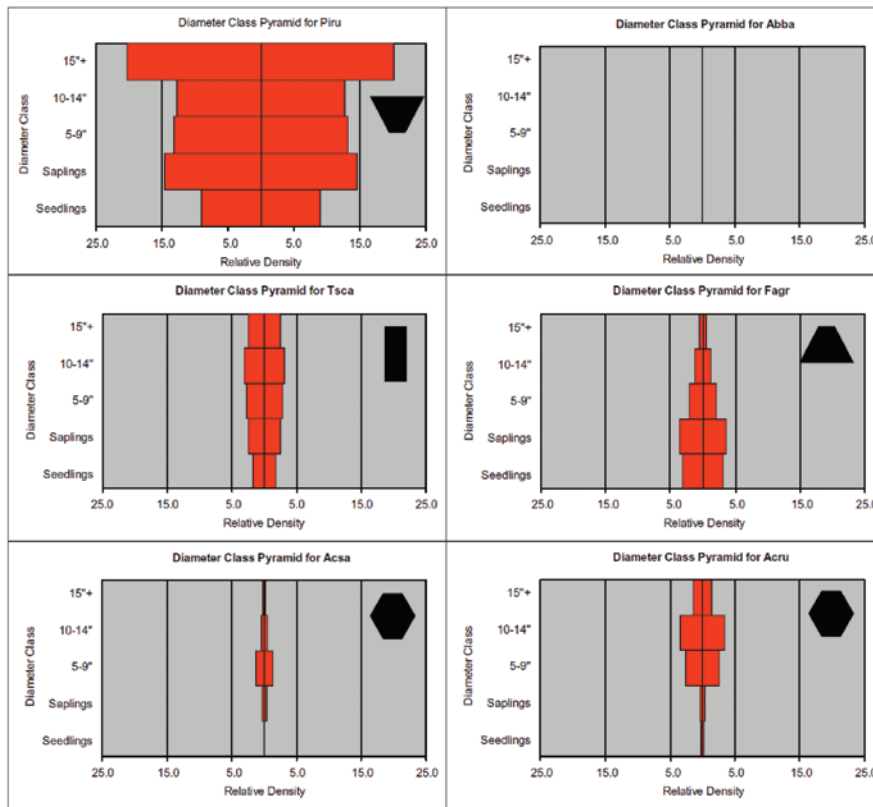 Diameter Class Pyramid for Piru
Diameter Class
15"+
10-14"
5-9"
Saplings
Seedlings
25.0 15.0 5.0 5.0 15.0 25.0
Relative Density
Diameter Class Pyramid for Abba
Diameter Class
15"+
10-14"
5-9"
Saplings
Seedlings
25.0 15.0 5.0 5.0 15.0 25.0
Relative Density
Diameter Class Pyramid for Tsca
Diameter Class
15"+
10-14"
5-9"
Saplings
Seedlings
25.0 15.0 5.0 5.0 15.0 25.0
Relative Density
Diameter Class Pyramid for Fagr
Diameter Class
15"+
10-14"
5-9"
Saplings
Seedlings
25.0 15.0 5.0 5.0 15.0 25.0
Relative Density
Diameter Class Pyramid for Acsa
Diameter Class
15"+
10-14"
5-9"
Saplings
Seedlings
25.0 15.0 5.0 5.0 15.0 25.0
Relative Density
Diameter Class Pyramid for Acru
Diameter Class
15"+
10-14"
5-9"
Saplings
Seedlings
25.0 15.0 5.0 5.0 15.0 25.0
Relative Density